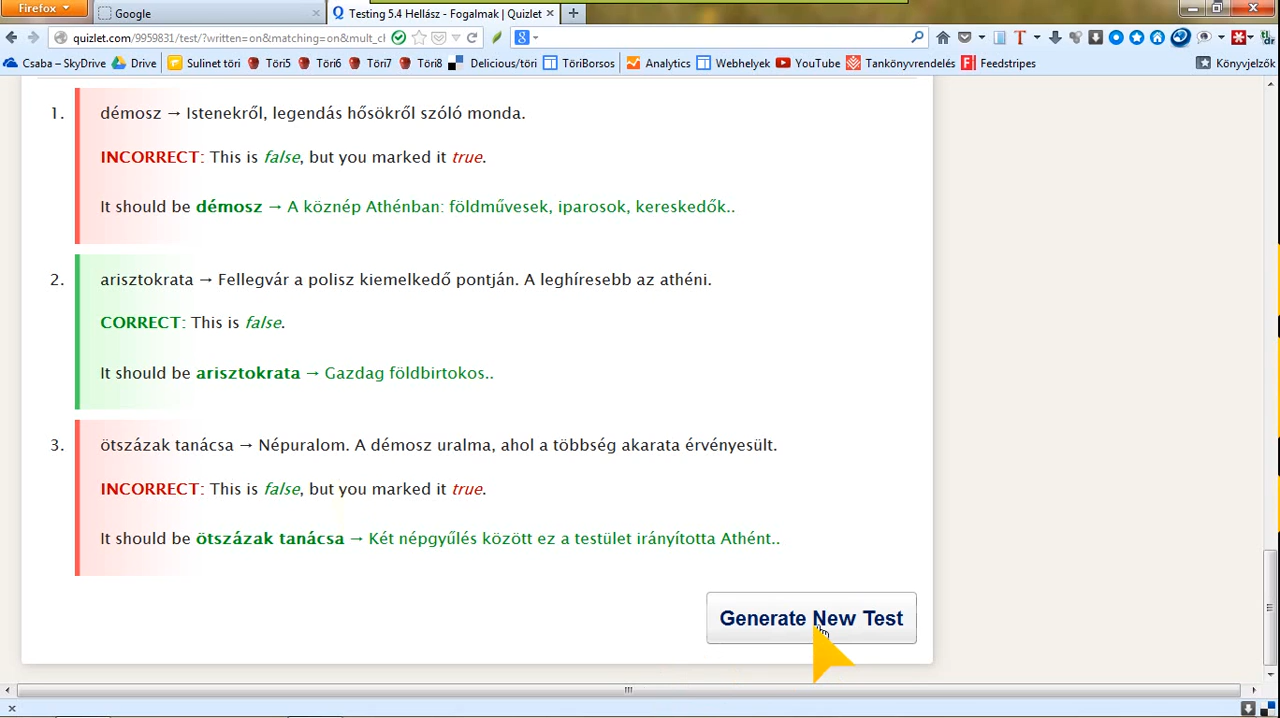 Firefox
Google
Testing 5.4 Hellász - Fogalmak | Quizlet
quizlet.com/9959831/test/?written=on&matching=on&mult_cl
Csaba – SkyDrive
Drive
Sulinet töri
Töri5
Töri6
Töri7
Töri8
Delicious/töri
TöriBorsos
Analytics
Webhelyek
YouTube
Tankönyvrendelés
Feedstripes
Könyvjelzők
1. démosz → Istenekről, legendás hősökről szóló monda.
INCORRECT: This is false, but you marked it true.
It should be démosz → A köznép Athénban: földművesek, iparosok, kereskedők..
2. arisztokrata → Fellegvár a polisz kiemelkedő pontján. A leghíresebb az athéni.
CORRECT: This is false.
It should be arisztokrata → Gazdag földbirtokos..
3. ötszázak tanácsa → Népuralom. A démosz uralma, ahol a többség akarata érvényesült.
INCORRECT: This is false, but you marked it true.
It should be ötszázak tanácsa → Két népgyűlés között ez a testület irányította Athént..
Generate New Test